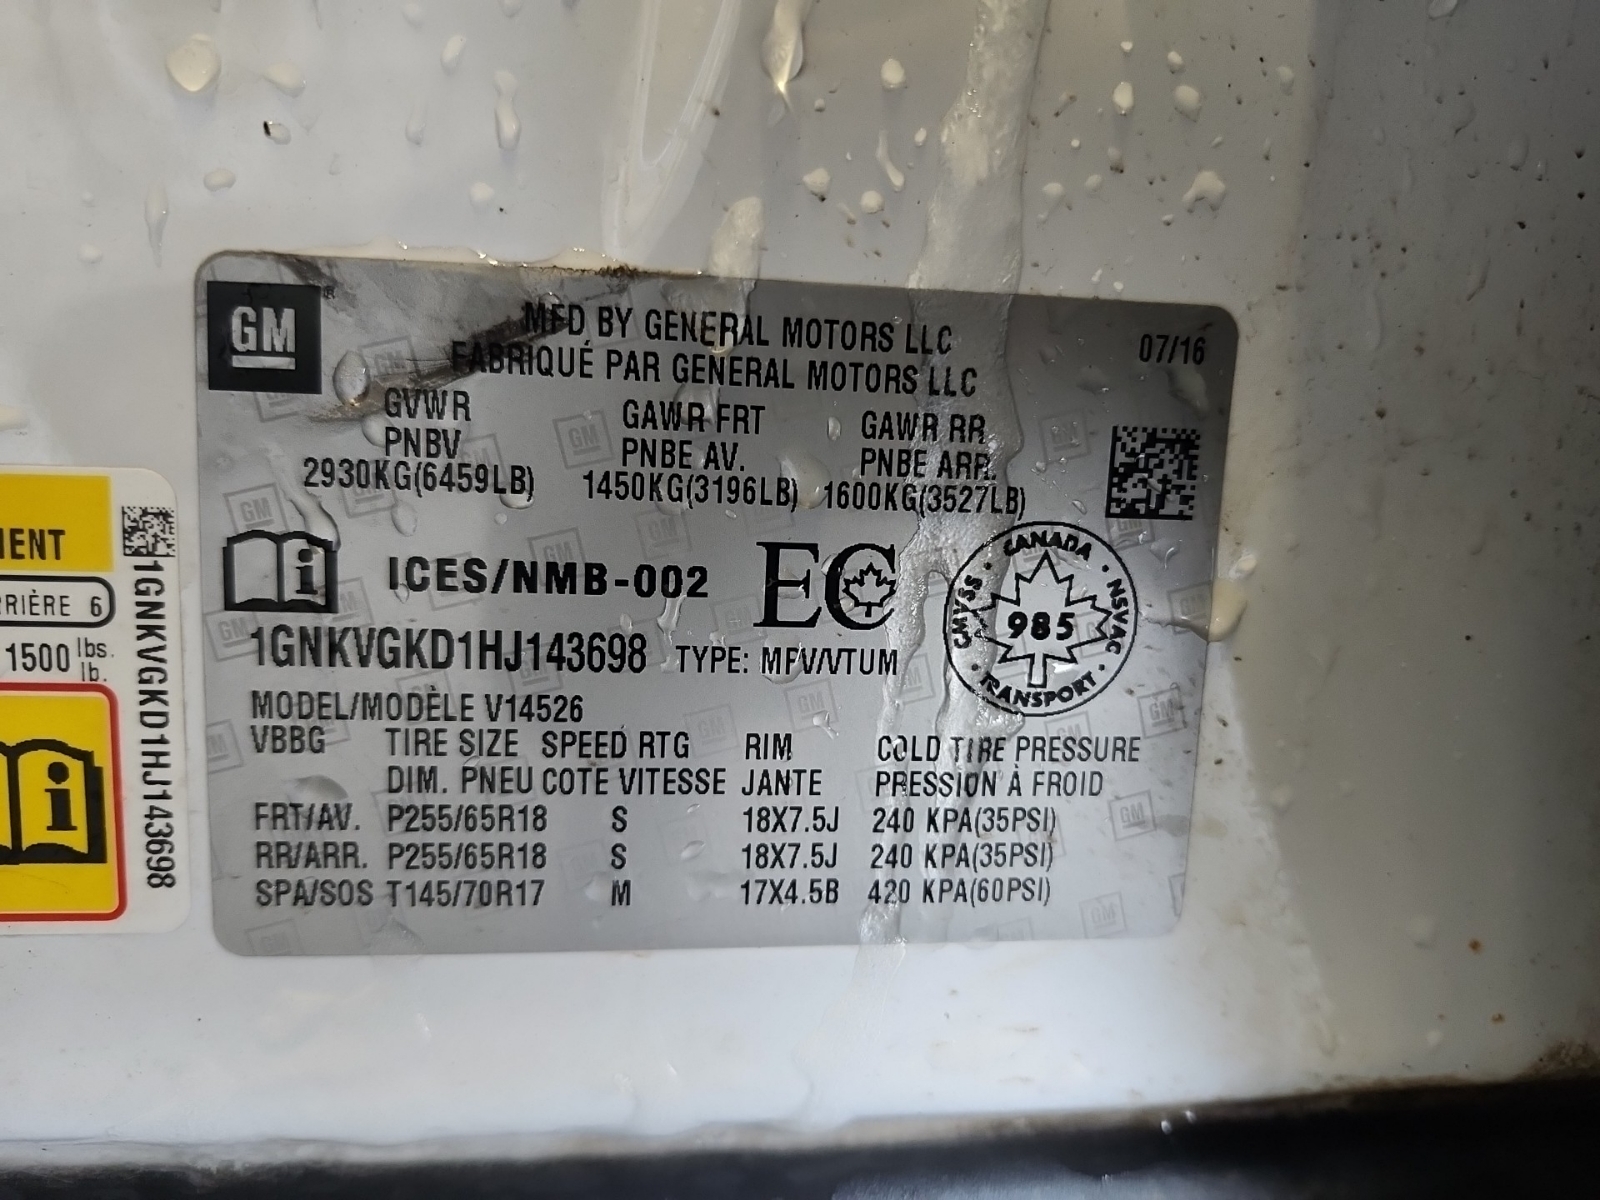 GM
MFD BY GENERAL MOTORS LLC
FABRIQUÉ PAR GENERAL MOTORS LLC
07/16
GVWR GAWR FRT GAWR RR
PNBV PNBE AV. PNBE ARR.
2930KG(6459LB) 1450KG(3196LB) 1600KG(3527LB)
ICES/NMB-002 EC
CANADA
CMVSS 985 NSVAC
TRANSPORT
1GNKVGKD1HJ143698 TYPE: MPV/VTUM
MODEL/MODÈLE V14526
VBBG TIRE SIZE SPEED RTG RIM COLD TIRE PRESSURE
DIM. PNEU COTE VITESSE JANTE PRESSION À FROID
FRT/AV. P255/65R18 S 18X7.5J 240 KPA(35PSI)
RR/ARR. P255/65R18 S 18X7.5J 240 KPA(35PSI)
SPA/SOS T145/70R17 M 17X4.5B 420 KPA(60PSI)
IENT
RRIÈRE 6
1500 lbs.
lb.
1GNKVGKD1HJ143698